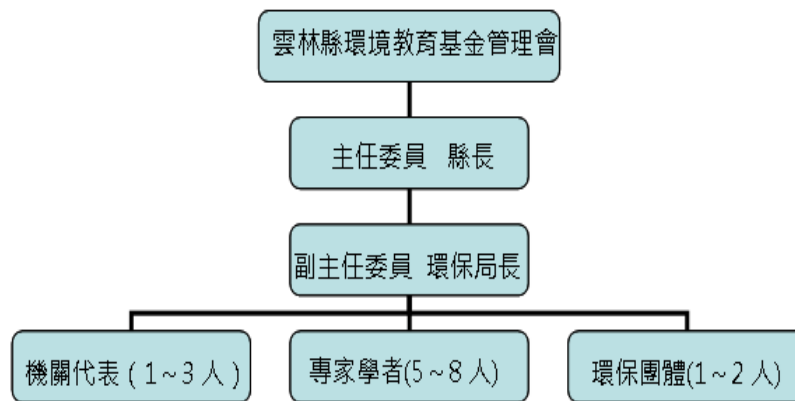 雲林縣環境教育基金管理會
主任委員 縣長
副主任委員 環保局長
機關代表 ( 1～3 人 )
專家學者(5～8 人)
環保團體(1～2 人)